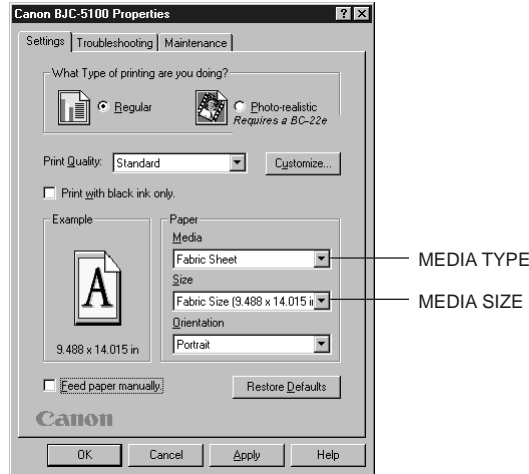 Canon BJC-5100 Properties
Settings Troubleshooting Maintenance
What Type of printing are you doing?
Regular
Photo-realistic
Requires a BC-22e
Print Quality: Standard Customize...
Print with black ink only.
Example
A
9.488 x 14.015 in
Paper
Media
Fabric Sheet
MEDIA TYPE
Size
Fabric Size (9.488 x 14.015 i
MEDIA SIZE
Orientation
Portrait
Feed paper manually.
Restore Defaults
Canon
OK Cancel Apply Help